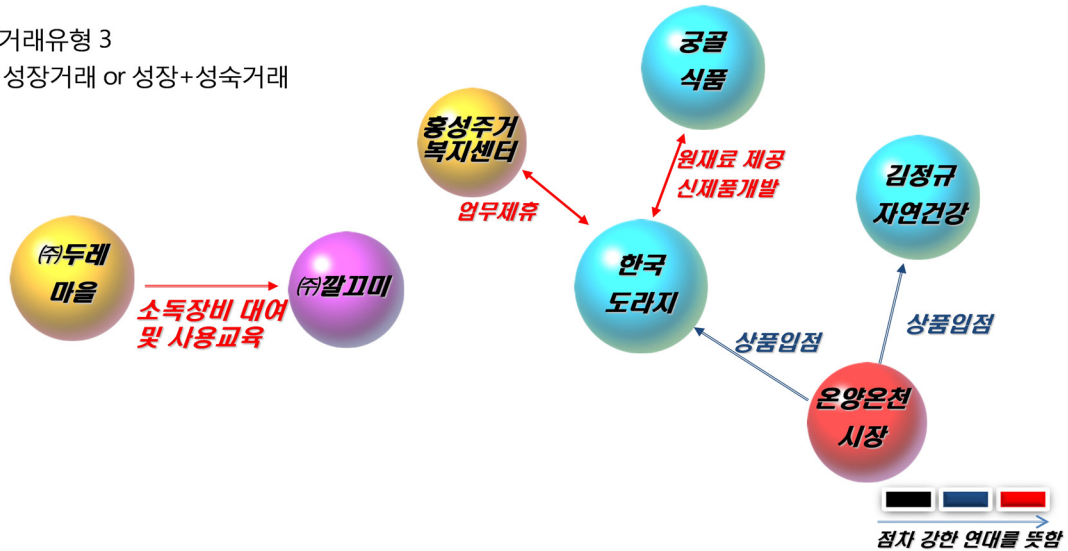 거래유형 3
성장거래 or 성장+성숙거래
궁골
식품
홍성주거
복지센터
원재료 제공
신제품개발
김정규
자연건강
업무제휴
㈜두레
마을
㈜깔끄미
한국
도라지
소독장비 대여
및 사용교육
상품입점
상품입점
온양온천
시장
점차 강한 연대를 뜻함